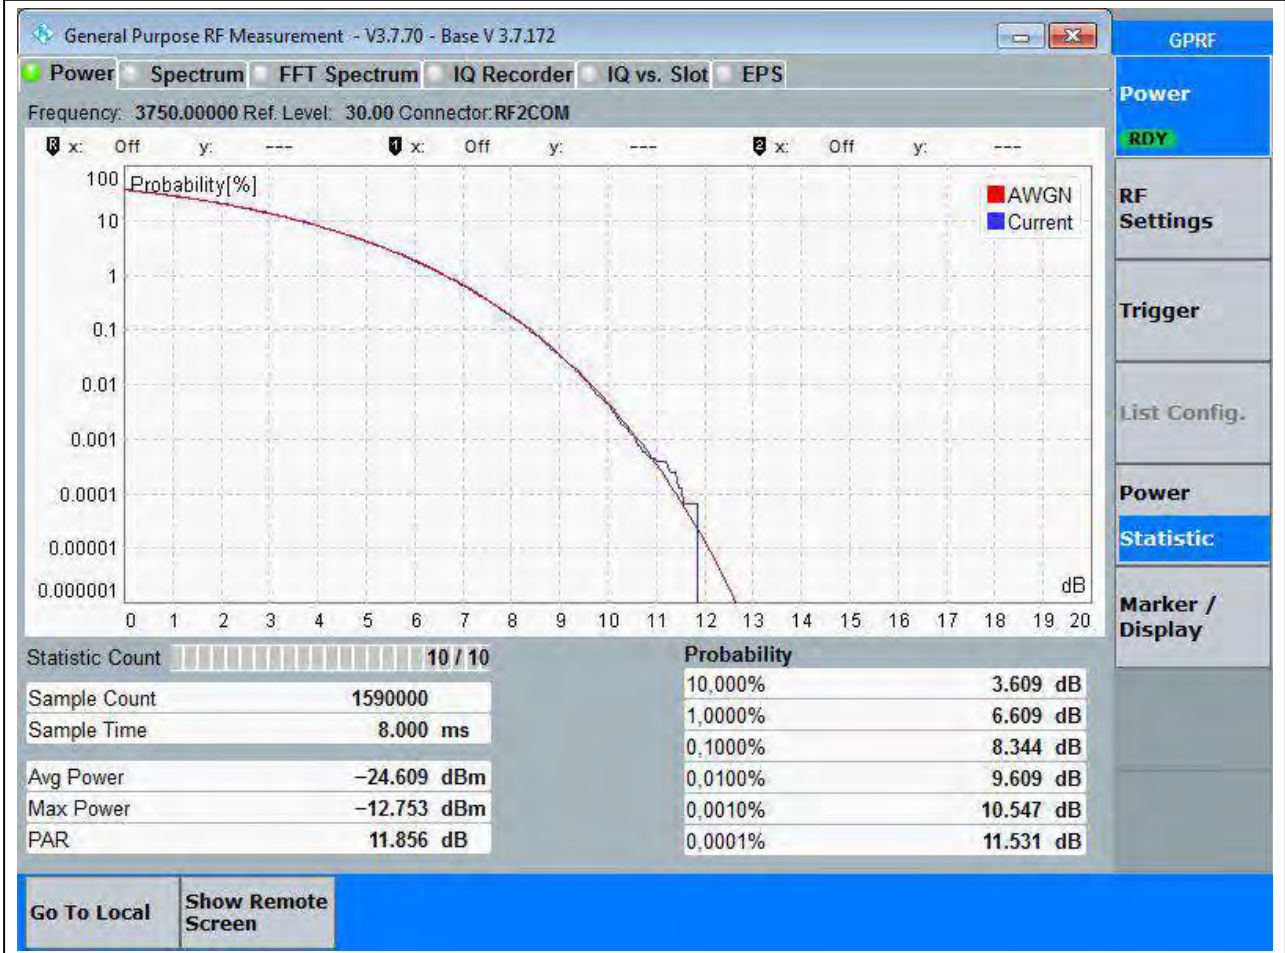 General Purpose RF Measurement - V3.7.70 - Base V 3.7.172
GPRF
Power Spectrum FFT Spectrum IQ Recorder IQ vs. Slot EPS
Frequency: 3750.00000 Ref. Level: 30.00 Connector:RF2COM
R x: Off y: --- 1 x: Off y: --- 2 x: Off y: ---
Probability[%]
AWGN
Current
100
10
1
0.1
0.01
0.001
0.0001
0.00001
0.000001
dB
0 1 2 3 4 5 6 7 8 9 10 11 12 13 14 15 16 17 18 19 20
Statistic Count 10 / 10
Sample Count 1590000
Sample Time 8.000 ms
Avg Power −24.609 dBm
Max Power −12.753 dBm
PAR 11.856 dB
Probability
10,000% 3.609 dB
1,0000% 6.609 dB
0,1000% 8.344 dB
0,0100% 9.609 dB
0,0010% 10.547 dB
0,0001% 11.531 dB
Power
RDY
RF
Settings
Trigger
List Config.
Power
Statistic
Marker /
Display
Go To Local
Show Remote
Screen